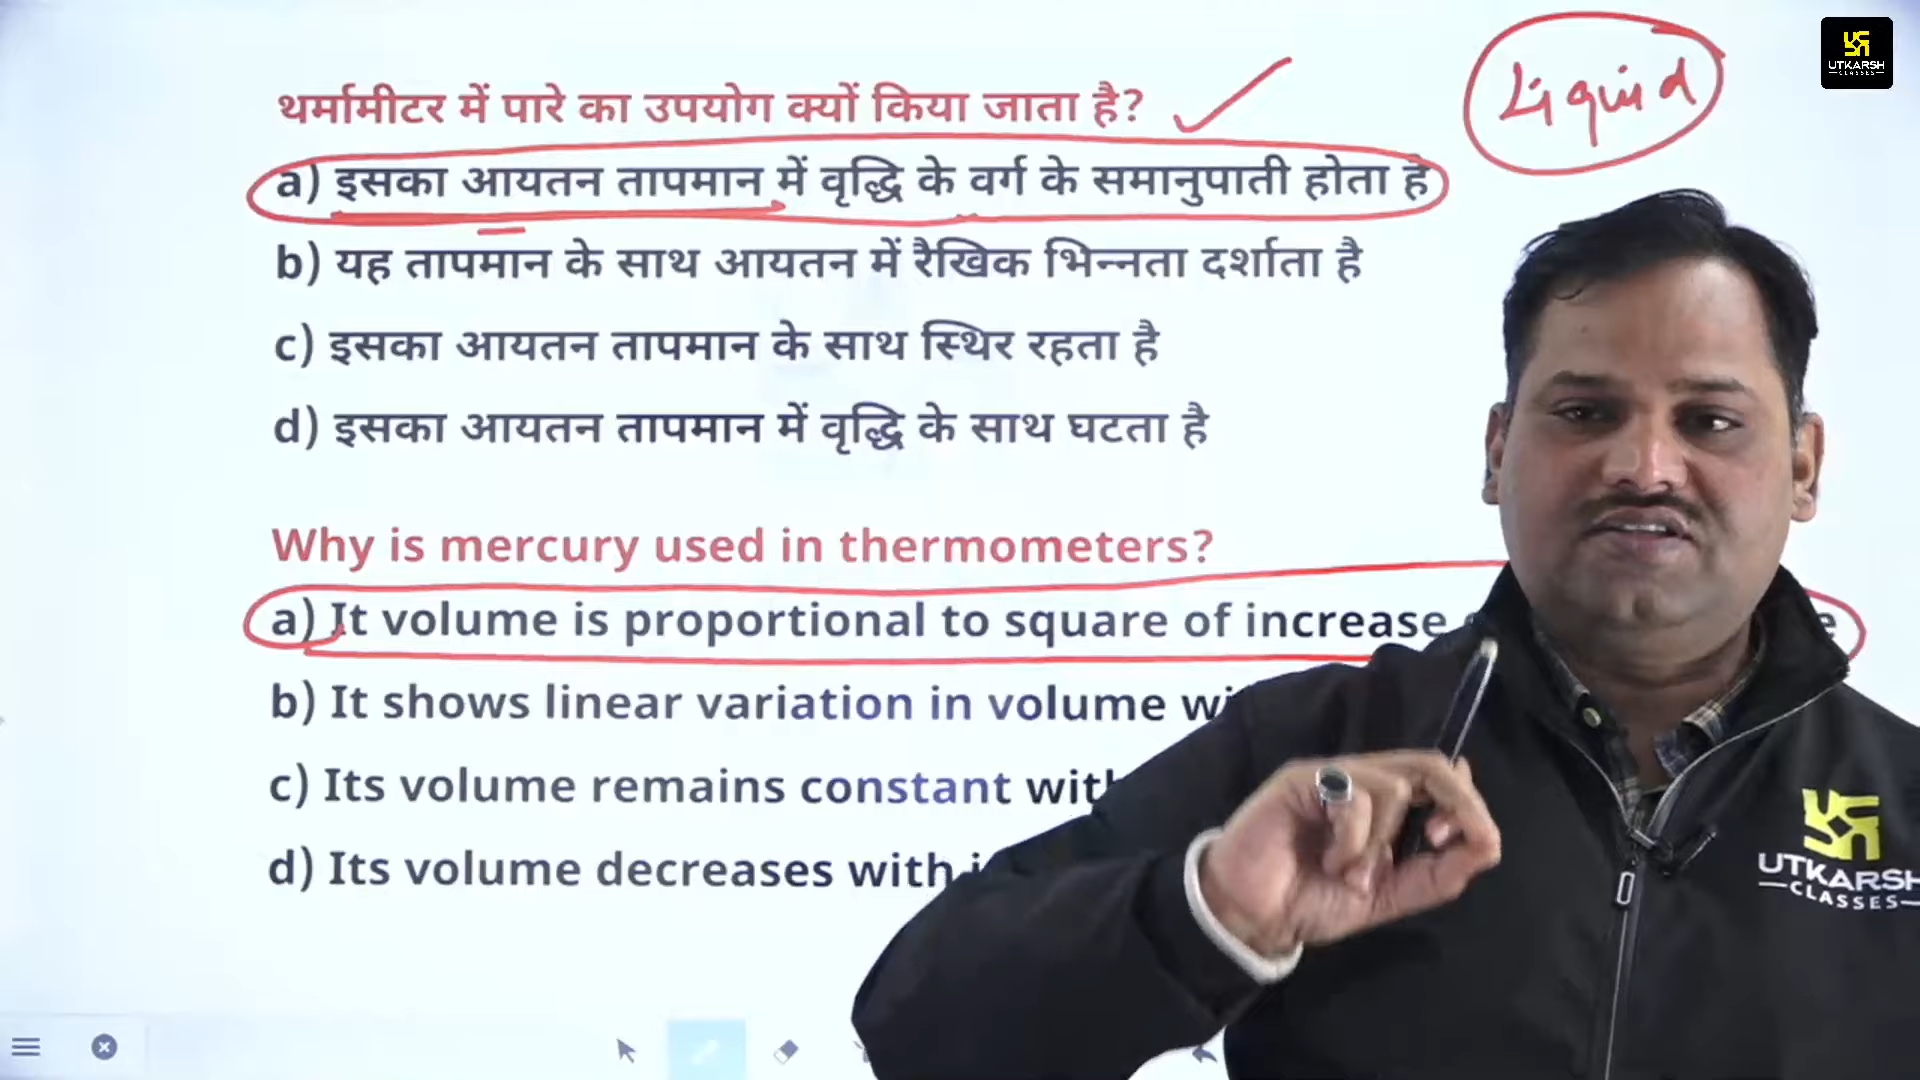 थर्मामीटर में पारे का उपयोग क्यों किया जाता है?
Liquid
UTKARSH
CLASSES
a) इसका आयतन तापमान में वृद्धि के वर्ग के समानुपाती होता है
b) यह तापमान के साथ आयतन में रैखिक भिन्नता दर्शाता है
c) इसका आयतन तापमान के साथ स्थिर रहता है
d) इसका आयतन तापमान में वृद्धि के साथ घटता है
Why is mercury used in thermometers?
a) It volume is proportional to square of increase
b) It shows linear variation in volume
c) Its volume remains constant
d) Its volume decreases with
UTKARSH
CLASSES